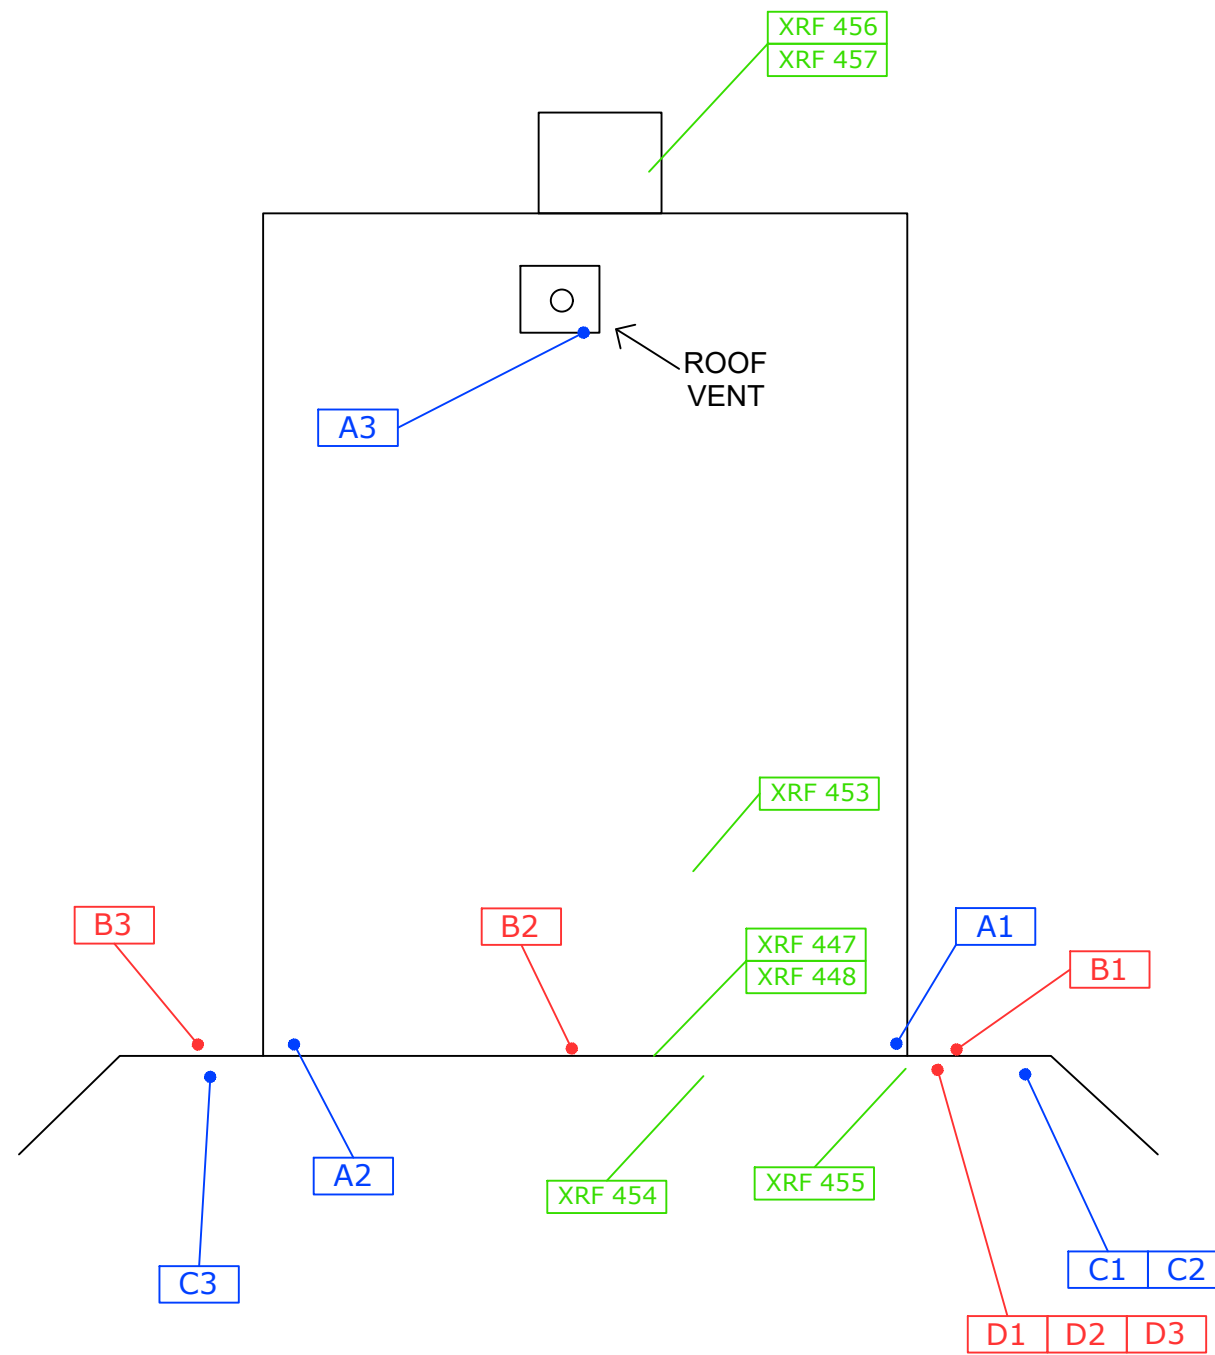 XRF 456
XRF 457
ROOF
VENT
A3
XRF 453
B3
B2
A1
XRF 447
XRF 448
B1
A2
XRF 454
XRF 455
C3
C1
C2
D1
D2
D3